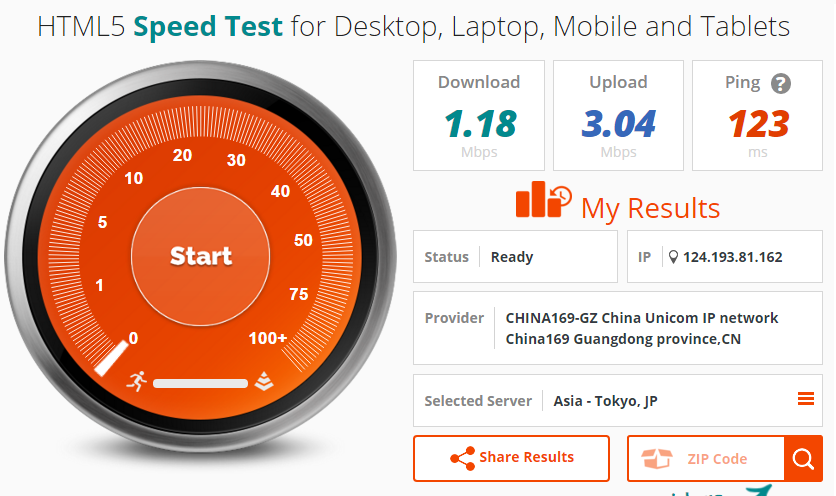 HTML5 Speed Test for Desktop, Laptop, Mobile and Tablets
Download
1.18
Mbps
Upload
3.04
Mbps
Ping ?
123
ms
0
1
5
10
20
30
40
50
75
100+
Start
My Results
Status Ready
IP 124.193.81.162
Provider CHINA169-GZ China Unicom IP network
China169 Guangdong province,CN
Selected Server Asia - Tokyo, JP
Share Results
ZIP Code